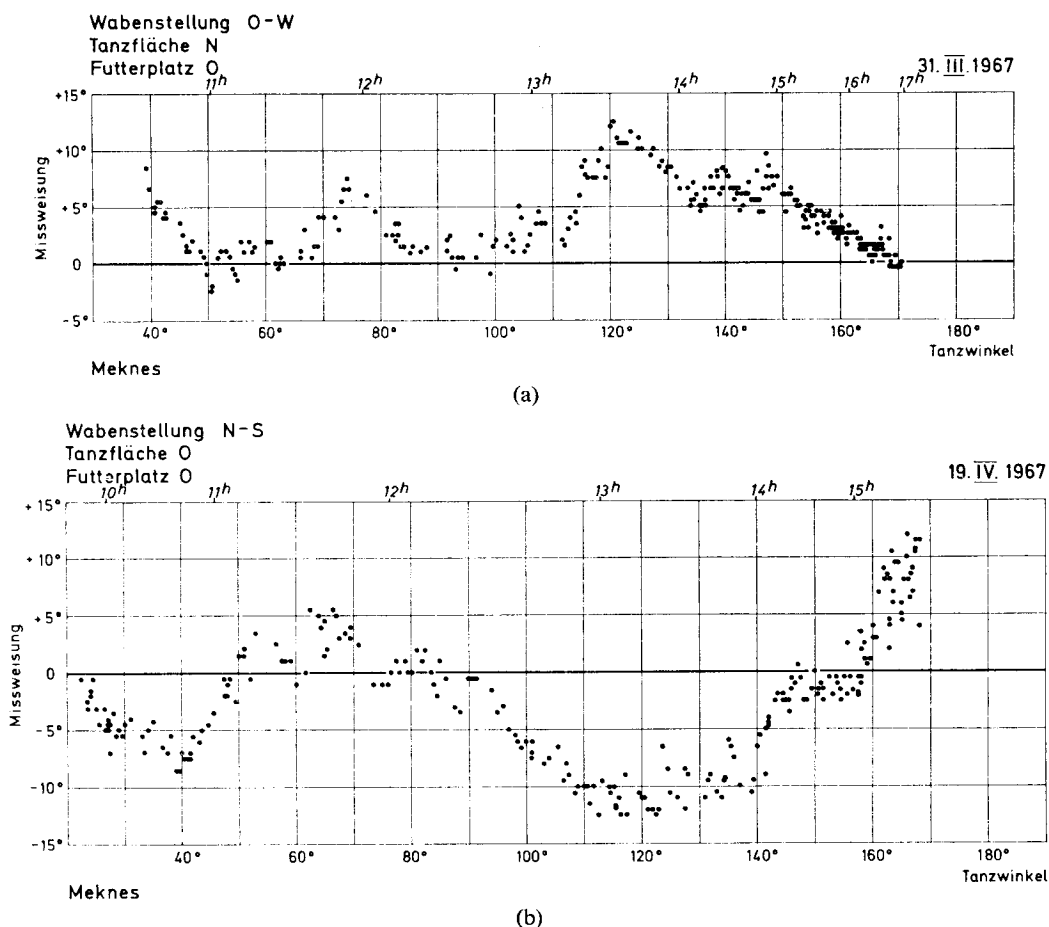 Wabenstellung O-W
Tanzfläche N
Futterplatz O
31. III. 1967
11h 12h 13h 14h 15h 16h 17h
+15°
+10°
+5°
0
-5°
Missweisung
40° 60° 80° 100° 120° 140° 160° 180°
Tanzwinkel
Meknes
(a)
Wabenstellung N-S
Tanzfläche O
Futterplatz O
19. IV. 1967
10h 11h 12h 13h 14h 15h
+15°
+10°
+5°
0
-5°
-10°
-15°
Missweisung
40° 60° 80° 100° 120° 140° 160° 180°
Tanzwinkel
Meknes
(b)